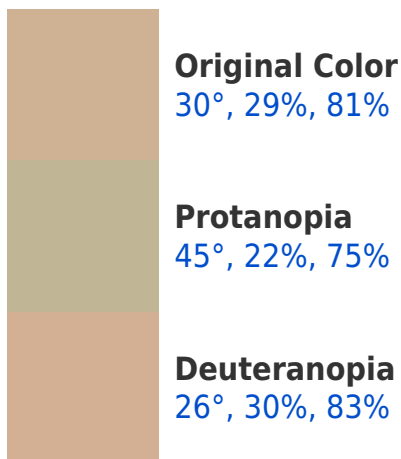 Original Color
30°, 29%, 81%
Protanopia
45°, 22%, 75%
Deuteranopia
26°, 30%, 83%